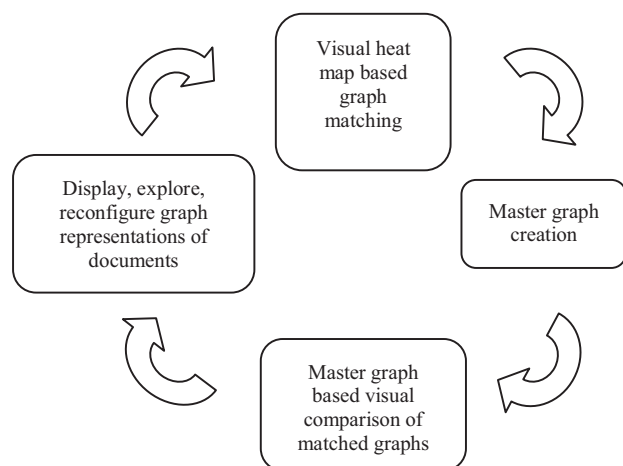 Visual heat
map based
graph
matching
Display, explore,
reconfigure graph
representations of
documents
Master graph
creation
Master graph
based visual
comparison of
matched graphs